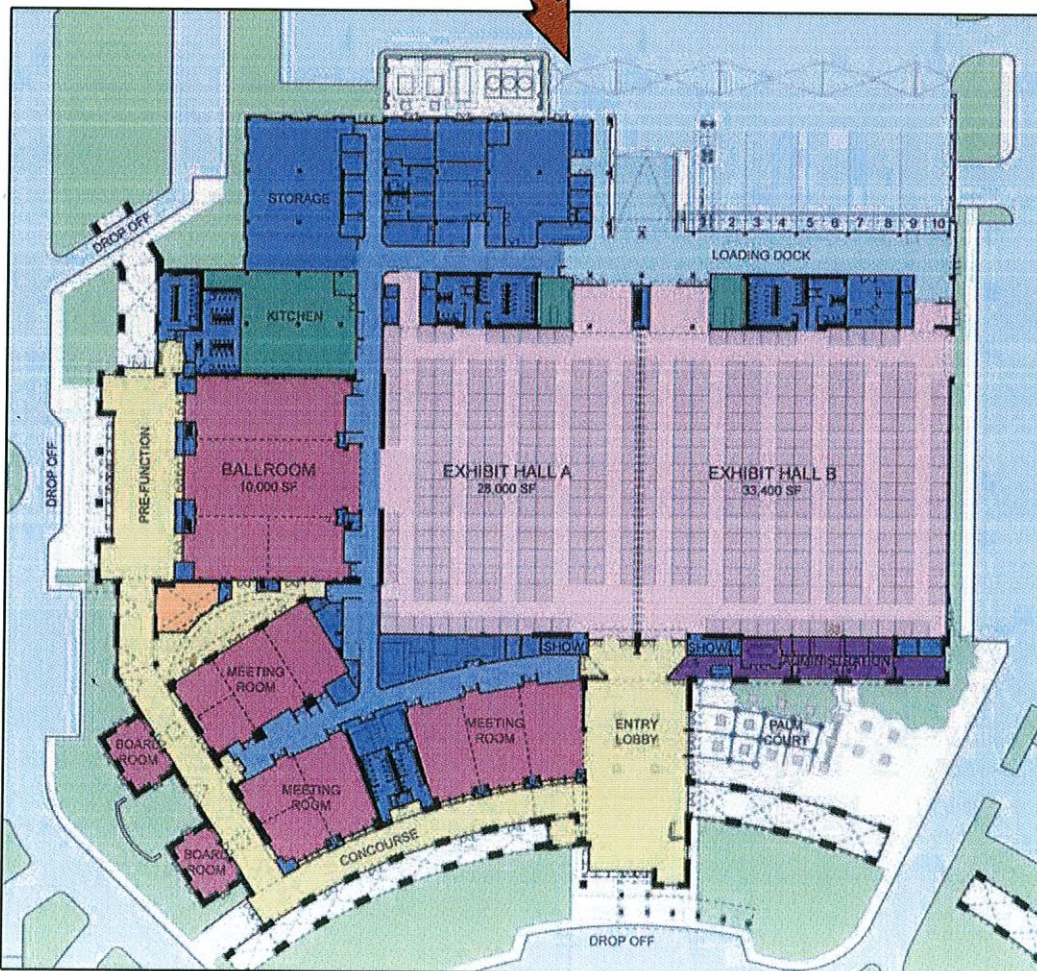 STORAGE
DROP OFF
1 2 3 4 5 6 7 8 9 10
LOADING DOCK
KITCHEN
DROP OFF
PRE-FUNCTION
BALLROOM
10,000 SF
EXHIBIT HALL A
28,000 SF
EXHIBIT HALL B
33,400 SF
SHOW
SHOW
ADMINISTRATION
MEETING
ROOM
MEETING
ROOM
ENTRY
LOBBY
PALM
COURT
BOARD
ROOM
MEETING
ROOM
BOARD
ROOM
CONCOURSE
DROP OFF